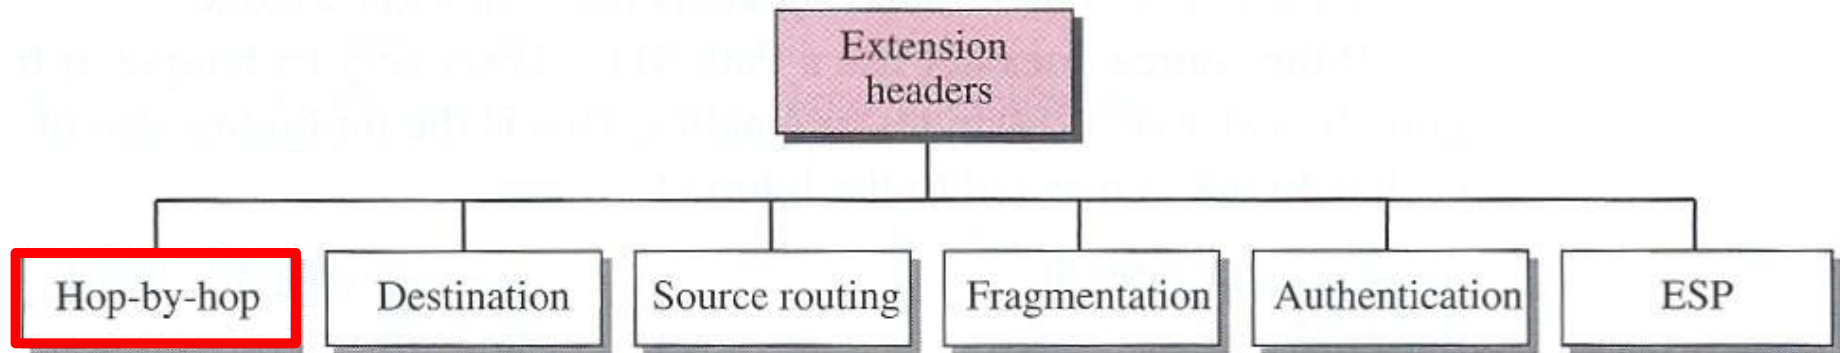 Extension
headers
Hop-by-hop
Destination
Source routing
Fragmentation
Authentication
ESP